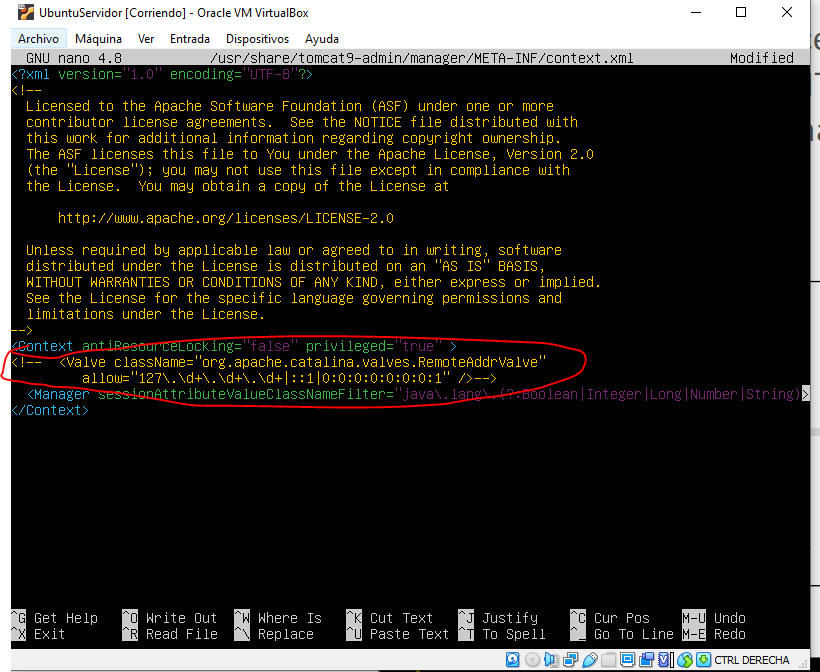 UbuntuServidor [Corriendo] - Oracle VM VirtualBox
Archivo Máquina Ver Entrada Dispositivos Ayuda
GNU nano 4.8 /usr/share/tomcat9-admin/manager/META-INF/context.xml Modified
<?xml version="1.0" encoding="UTF-8"?>
<!--
Licensed to the Apache Software Foundation (ASF) under one or more
contributor license agreements. See the NOTICE file distributed with
this work for additional information regarding copyright ownership.
The ASF licenses this file to You under the Apache License, Version 2.0
(the "License"); you may not use this file except in compliance with
the License. You may obtain a copy of the License at
http://www.apache.org/licenses/LICENSE-2.0
Unless required by applicable law or agreed to in writing, software
distributed under the License is distributed on an "AS IS" BASIS,
WITHOUT WARRANTIES OR CONDITIONS OF ANY KIND, either express or implied.
See the License for the specific language governing permissions and
limitations under the License.
-->
<Context antiResourceLocking="false" privileged="true" >
<!-- <Valve className="org.apache.catalina.valves.RemoteAddrValve"
allow="127\.\d+\.\d+\.\d+|::1|0:0:0:0:0:0:0:1" />-->
<Manager sessionAttributeValueClassNameFilter="java\.lang\.(?:Boolean|Integer|Long|Number|String)>
</Context>
^G Get Help ^O Write Out ^W Where Is ^K Cut Text ^J Justify ^C Cur Pos M-U Undo
^X Exit ^R Read File ^\ Replace ^U Paste Text ^T To Spell ^_ Go To Line M-E Redo
CTRL DERECHA